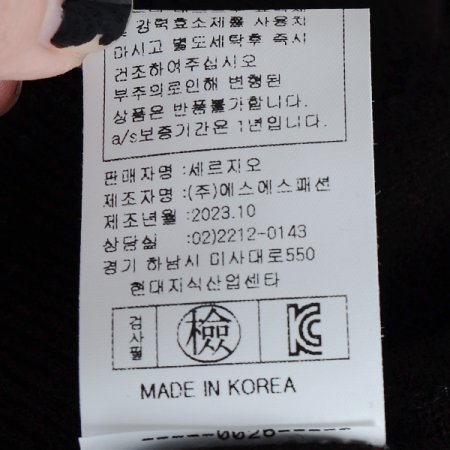 는 강력효소제를 사용치
마시고 별도세탁후 즉시
건조하여주십시오
부주의로인해 변형된
상품은 반품불가합니다.
a/s보증기간은 1년입니다.
판매자명 :세르지오
제조자명 :(주)에스에스패션
제조년월 :2023.10
상담실 :02)2212-0143
경기 하남시 미사대로550
현대지식산업센타
검사필 檢 KC
MADE IN KOREA